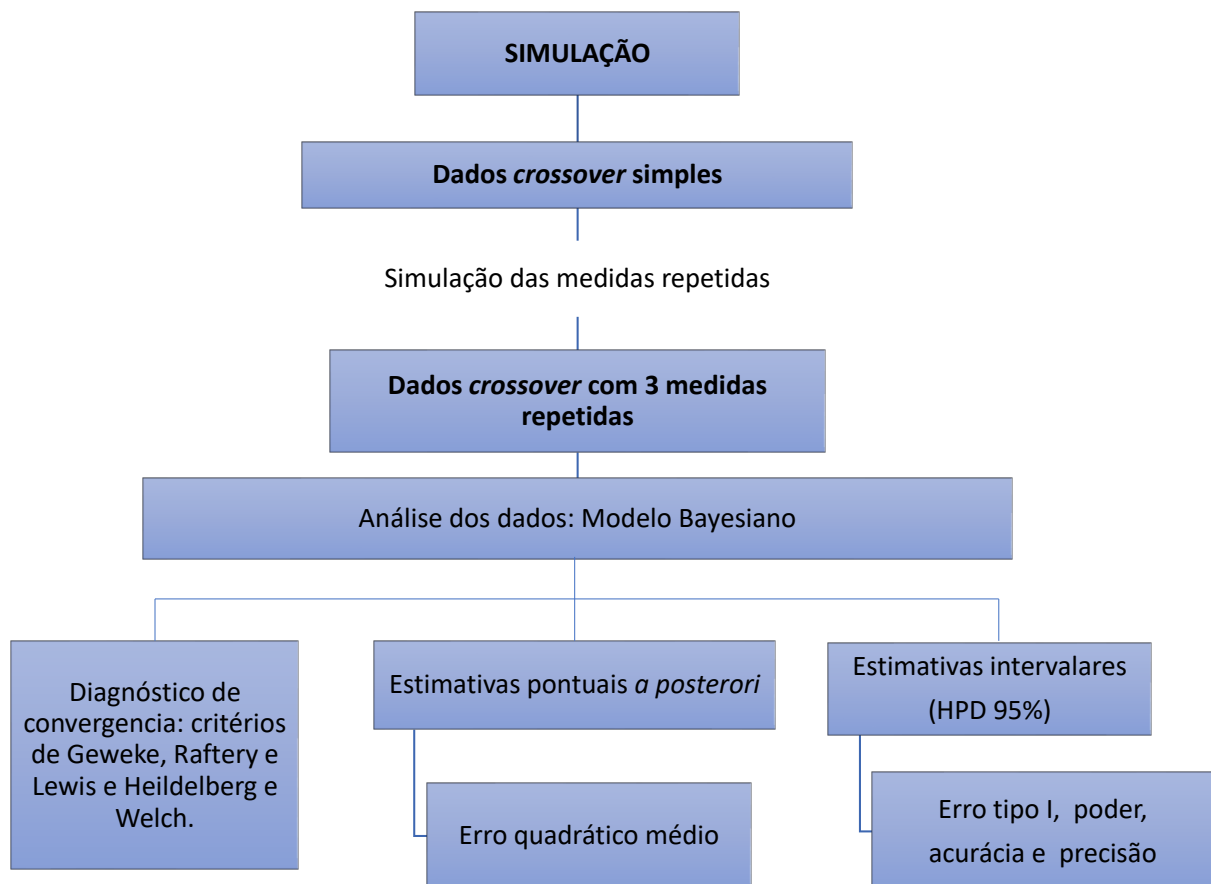 SIMULAÇÃO
Dados crossover simples
Simulação das medidas repetidas
Dados crossover com 3 medidas
repetidas
Análise dos dados: Modelo Bayesiano
Diagnóstico de
convergencia: critérios
de Geweke, Raftery e
Lewis e Heildelberg e
Welch.
Estimativas pontuais a posterori
Erro quadrático médio
Estimativas intervalares
(HPD 95%)
Erro tipo I, poder,
acurácia e precisão